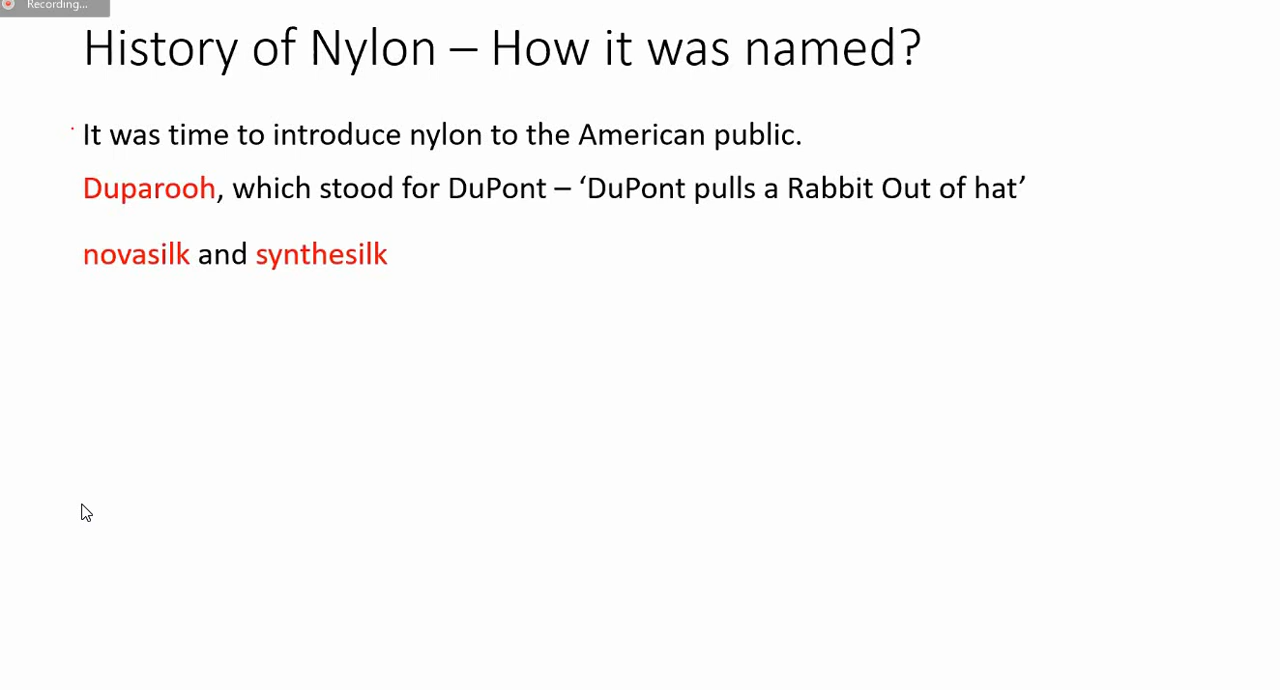 Recording...
History of Nylon – How it was named?
It was time to introduce nylon to the American public.
Duparooh, which stood for DuPont – ‘DuPont pulls a Rabbit Out of hat’
novasilk and synthesilk